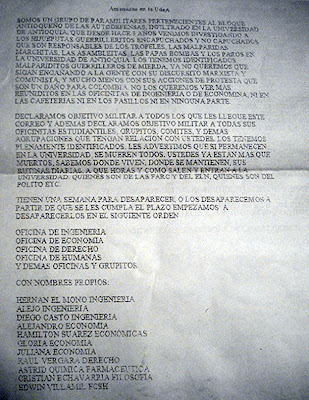 Amenazas en la UdeA
SOMOS UN GRUPO DE PARAMILITARES PERTENECIENTES AL BLOQUE
ANTIOQUEÑO DE LAS AUTODEFENSAS, INFILTRADO EN LA UNIVERSIDAD
DE ANTIOQUIA, QUE DESDE HACE 3 AÑOS VENIMOS INVESTIGANDO A
LOS HIJUEPUTAS GUERRILLERITOS ENCAPUCHADOS Y NO CAPUCHADOS
QUE SON RESPONSABLES DE LOS TROPELES, LAS MALPARIDAS
MARCHITAS, LAS ASAMBLEITAS, LAS PAPAS BOMBAS Y LOS PAROS EN
LA UNIVERSIDAD DE ANTIOQUIA. LOS TENEMOS IDENTIFICADOS
MALPARIDITOS GUERRILLEROS DE MIERDA, YA NO QUEREMOS QUE
SIGAN ENGAÑANDO A LA GENTE CON SU DISCURSITO MARXISTA Y
COMUNISTA, Y MUCHO MENOS CON SUS ACCIONES DE PROTESTA QUE
SON UN DAÑO PARA COLOMBIA. NO LOS QUEREMOS VER MAS
REUNIDITOS EN LAS OFICINITAS DE INGENIERIA O DE ECONOMIA, NI EN
LAS CAFETERIAS NI EN LOS PASILLOS NI EN NINGUNA PARTE.
DECLARAMOS OBJETIVO MILITAR A TODOS LOS QUE LES LLEGUE ESTE
CORREO Y ADEMAS DECLARAMOS OBJETIVO MILITAR A TODAS SUS
OFICINITAS ESTUDIANTILES, GRUPITOS, COMITES, Y DEMAS
AGRUPACIONES QUE TENGAN RELACION CON USTEDES. LOS TENEMOS
PLENAMENTE IDENTIFICADOS, LES ADVERTIMOS QUE SI PERMANECEN
EN LA UNIVERSIDAD, SE MUEREN TODOS, USTEDES YA ESTAN MAS QUE
MUERTOS, SABEMOS DONDE VIVEN, DONDE SE MANTIENEN, SUS
RUTINAS DIARIAS, A QUE HORAS Y COMO SALEN Y ENTRAN A LA
UNIVERSIDAD. QUIENES SON DE LAS FARC Y DEL ELN, QUIENES SON DEL
POLITO ETC.
TIENEN UNA SEMANA PARA DESAPARECER, O LOS DESAPARECEMOS A
PARTIR DE QUE SE LES CUMPLA EL PLAZO EMPEZAMOS A
DESAPARECERLOS EN EL SIGUIENTE ORDEN
OFICINA DE INGENIERIA
OFICINA DE ECONOMIA
OFICINA DE DERECHO
OFICINA DE HUMANAS
Y DEMAS OFICINAS Y GRUPITOS.
CON NOMBRES PROPIOS:
HERNAN EL MONO INGENIERIA
ALEJO INGENIERIA
DIEGO CASTO INGENIERIA
ALEJANDRO ECONOMIA
HAMILTON SUAREZ ECONOMICAS
GLORIA ECONOMIA
JULIANA ECONOMIA
RAUL VERGARA DERECHO
ASTRID QUIMICA FARMACEUTICA
CRISTIAN ECHAVARRIA FILOSOFIA
EDWIN VILLAMIL FCSH